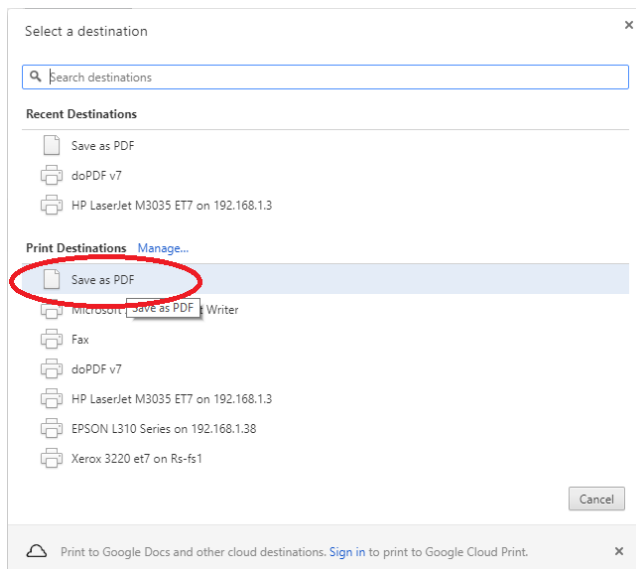 Select a destination
Search destinations
Recent Destinations
Save as PDF
doPDF v7
HP LaserJet M3035 ET7 on 192.168.1.3
Print Destinations Manage...
Save as PDF
Microsoft Save as PDF Writer
Fax
doPDF v7
HP LaserJet M3035 ET7 on 192.168.1.3
EPSON L310 Series on 192.168.1.38
Xerox 3220 et7 on Rs-fs1
Cancel
Print to Google Docs and other cloud destinations. Sign in to print to Google Cloud Print.